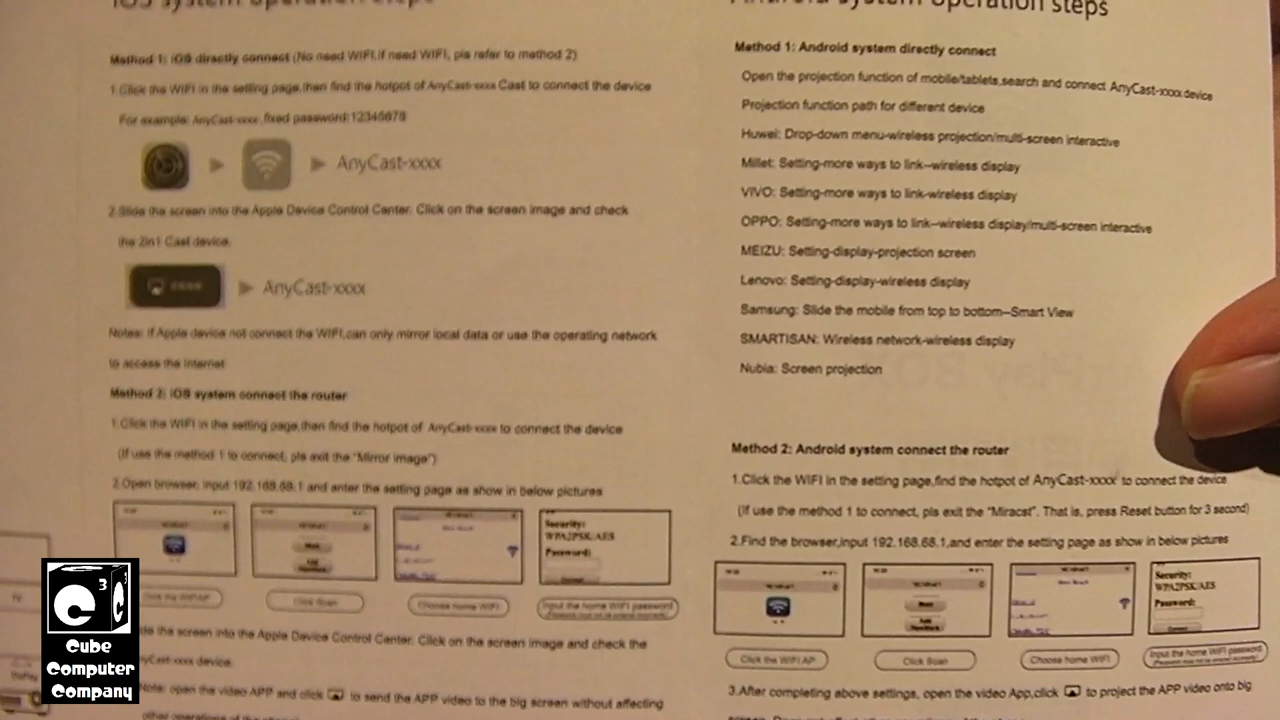 iOS system operation steps
Method 1: iOS directly connect (No need WIFI,if need WIFI, pls refer to method 2)
1.Click the WIFI in the setting page,then find the hotpot of AnyCast-xxxx Cast to connect the device
For example: AnyCast-xxxx ,fixed password:12345678
AnyCast-xxxx
2.Slide the screen into the Apple Device Control Center. Click on the screen image and check
the 2in1 Cast device.
AnyCast-xxxx
Notes: if Apple device not connect the WIFI,can only mirror local data or use the operating network
to access the Internet
Method 2: iOS system connect the router
1.Click the WIFI in the setting page,then find the hotpot of AnyCast-xxxx to connect the device
(If use the method 1 to connect, pls exit the "Mirror image")
2.Open browser, input 192.168.68.1 and enter the setting page as show in below pictures
Security:
WPA2PSK/AES
Password:
Click the WIFI AP
Click Scan
Choose home WIFI
Input the home WIFI password
(Password must not be entered incorrectly)
the screen into the Apple Device Control Center. Click on the screen image and check the
device.
Note: open the video APP and click to send the APP video to the big screen without affecting
Android system operation steps
Method 1: Android system directly connect
Open the projection function of mobile/tablets,search and connect AnyCast-xxxx device
Projection function path for different device
Huwei: Drop-down menu-wireless projection/multi-screen interactive
Millet: Setting-more ways to link--wireless display
VIVO: Setting-more ways to link-wireless display
OPPO: Setting-more ways to link--wireless display/multi-screen interactive
MEIZU: Setting-display-projection screen
Lenovo: Setting-display-wireless display
Samsung: Slide the mobile from top to bottom--Smart View
SMARTISAN: Wireless network-wireless display
Nubia: Screen projection
Method 2: Android system connect the router
1.Click the WIFI in the setting page,find the hotpot of AnyCast-xxxx to connect the device
(If use the method 1 to connect, pls exit the "Miracst". That is, press Reset button for 3 second)
2.Find the browser,input 192.168.68.1,and enter the setting page as show in below pictures
Security:
WPA2PSK/AES
Password:
Click the WIFI AP
Click Scan
Choose home WIFI
Input the home WIFI password
(Password must not be entered incorrectly)
3.After completing above settings, open the video App,click to project the APP video onto big
C3C
Cube
Computer
Company